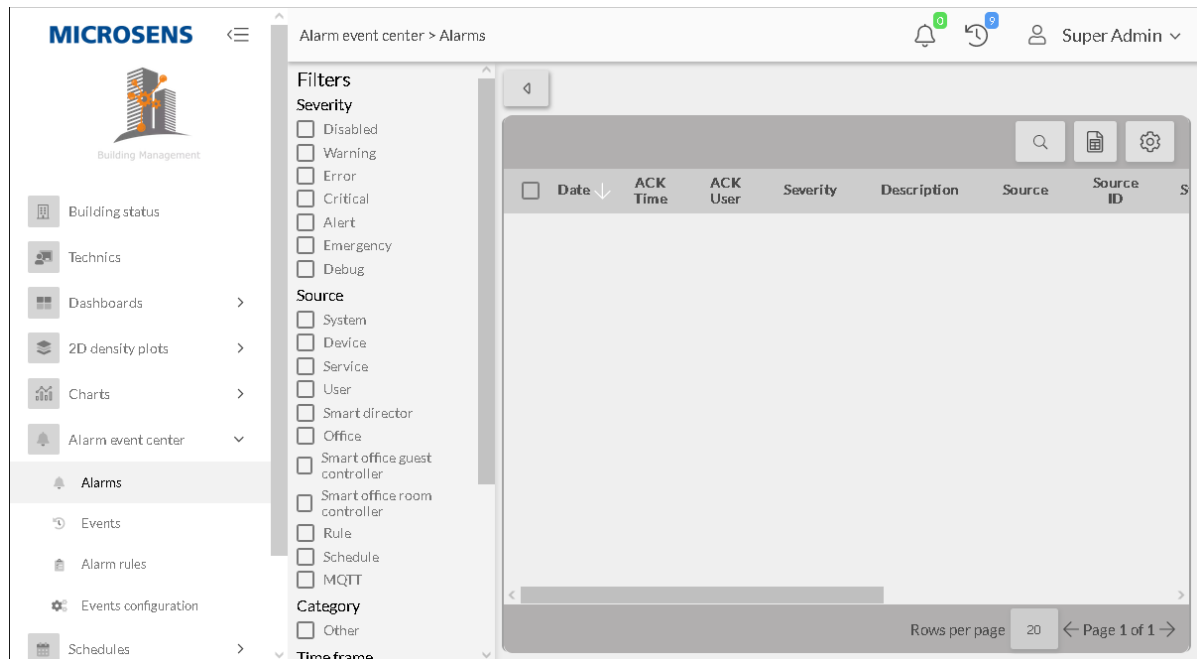 MICROSENS
Building Management
Building status
Technics
Dashboards
2D density plots
Charts
Alarm event center
Alarms
Events
Alarm rules
Events configuration
Schedules
Alarm event center > Alarms
0
9
Super Admin
Filters
Severity
Disabled
Warning
Error
Critical
Alert
Emergency
Debug
Source
System
Device
Service
User
Smart director
Office
Smart office guest
controller
Smart office room
controller
Rule
Schedule
MQTT
Category
Other
Time frame
Date
ACK
Time
ACK
User
Severity
Description
Source
Source
ID
S
Rows per page 20 Page 1 of 1